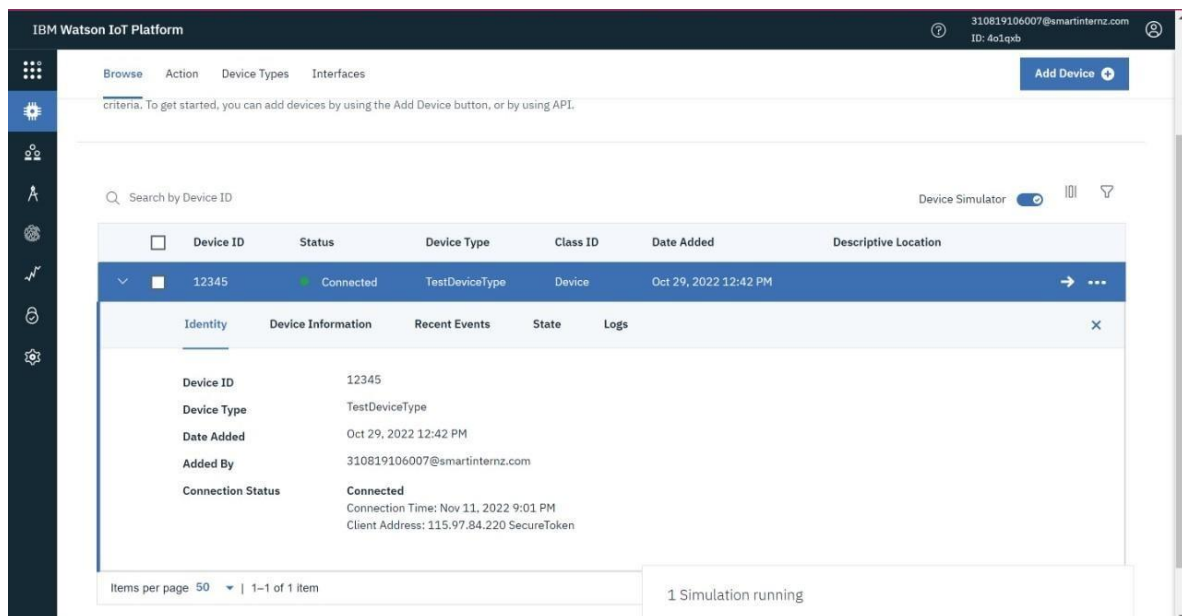 IBM Watson IoT Platform
310819106007@smartinternz.com
ID: 4o1qxb
Browse Action Device Types Interfaces
Add Device
criteria. To get started, you can add devices by using the Add Device button, or by using API.
Search by Device ID
Device Simulator
Device ID Status Device Type Class ID Date Added Descriptive Location
12345 Connected TestDeviceType Device Oct 29, 2022 12:42 PM
Identity Device Information Recent Events State Logs
Device ID 12345
Device Type TestDeviceType
Date Added Oct 29, 2022 12:42 PM
Added By 310819106007@smartinternz.com
Connection Status Connected
Connection Time: Nov 11, 2022 9:01 PM
Client Address: 115.97.84.220 SecureToken
Items per page 50 | 1–1 of 1 item
1 Simulation running